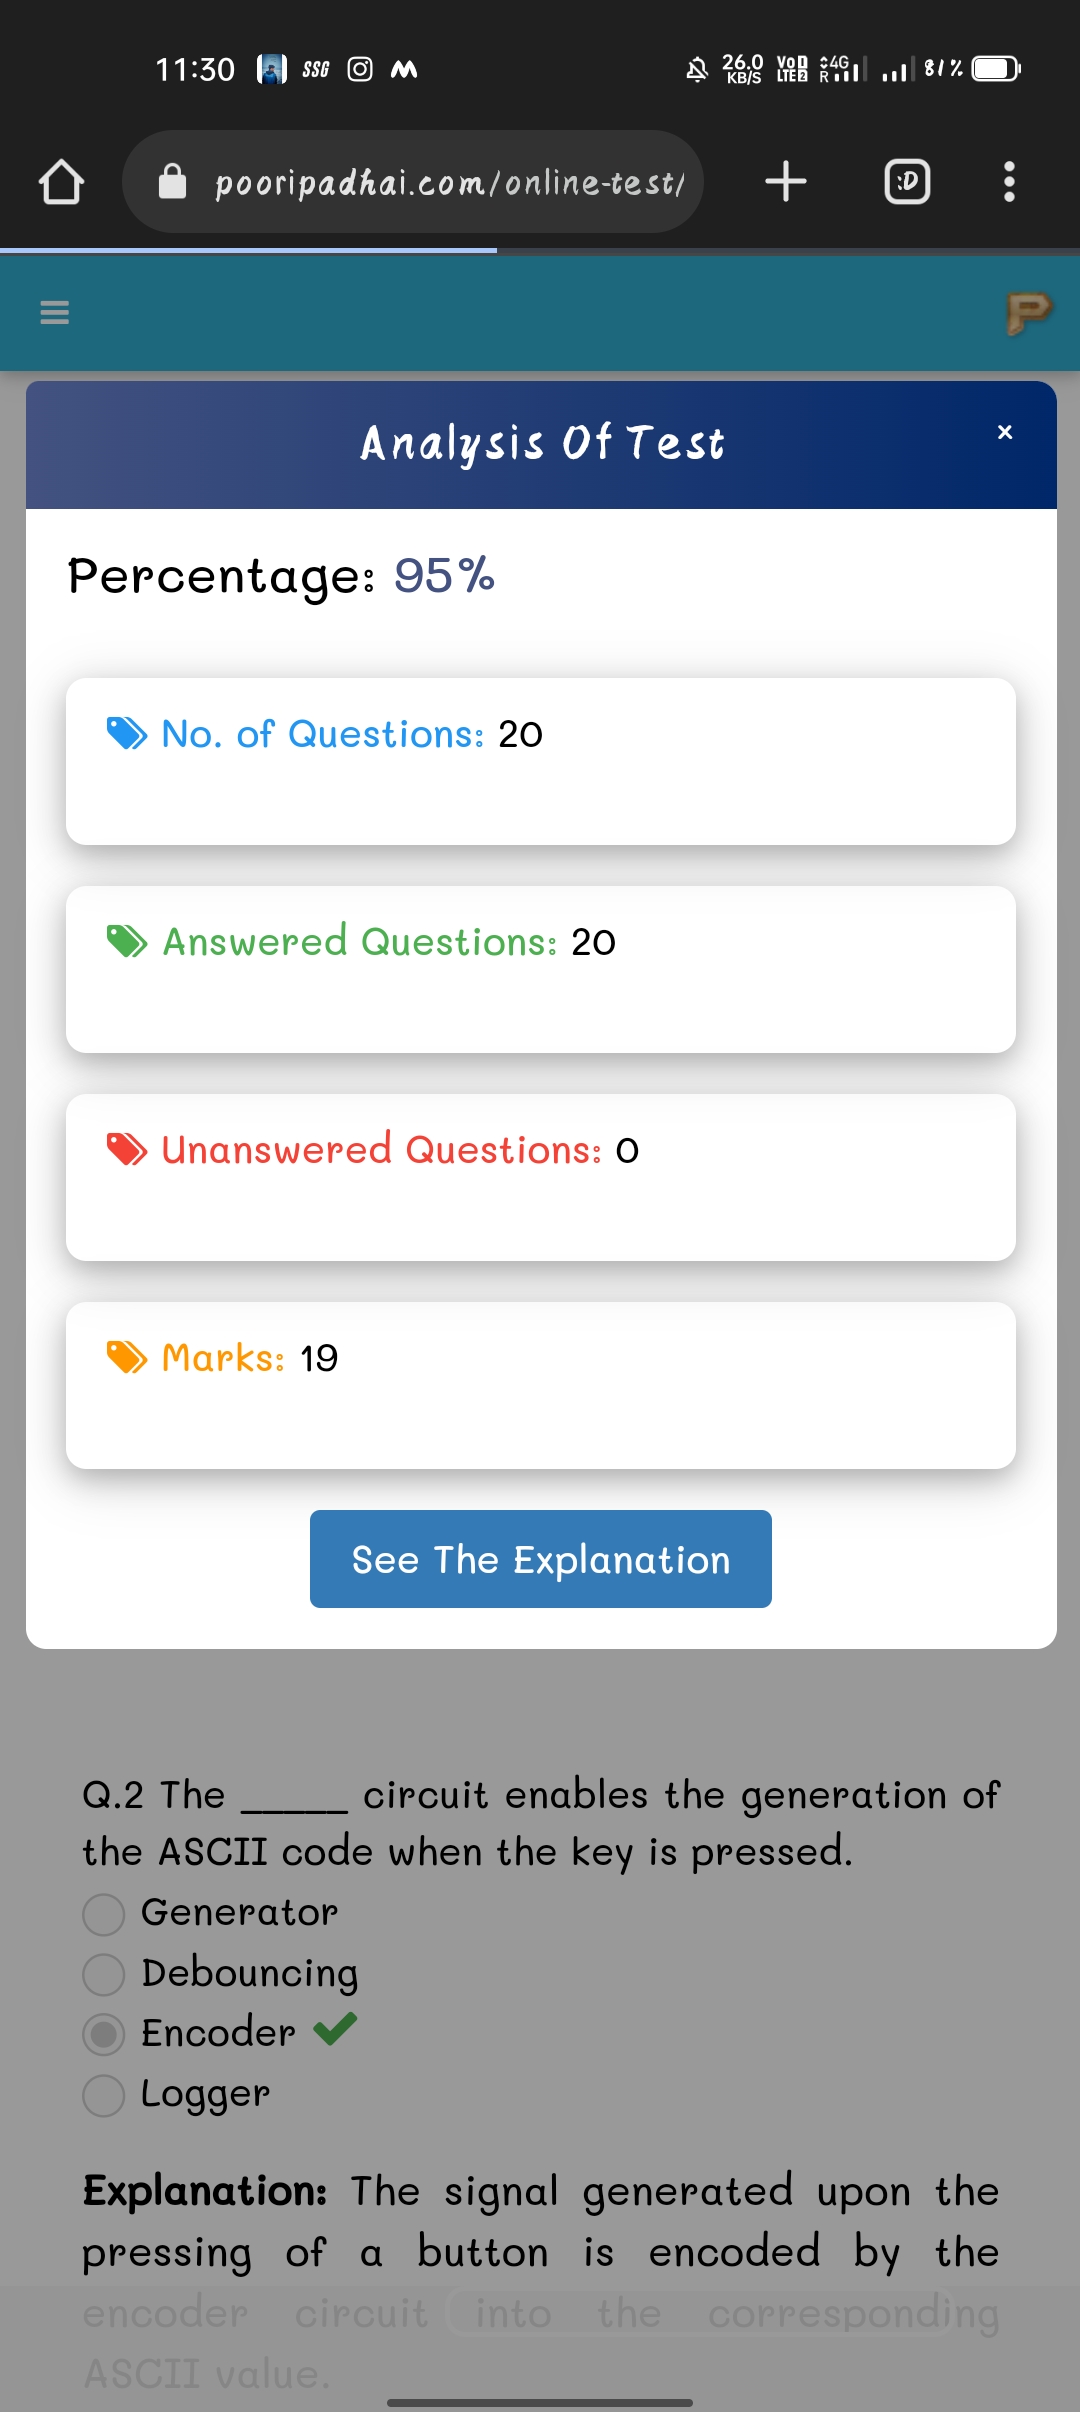 11:30 SSG 26.0 KB/S VoD LTE2 4G R 81%
pooripadhai.com/online-test/ :D
P
Analysis Of Test ×
Percentage: 95%
No. of Questions: 20
Answered Questions: 20
Unanswered Questions: 0
Marks: 19
See The Explanation
Q.2 The _____ circuit enables the generation of
the ASCII code when the key is pressed.
Generator
Debouncing
Encoder
Logger
Explanation: The signal generated upon the
pressing of a button is encoded by the
encoder circuit into the corresponding
ASCII value.